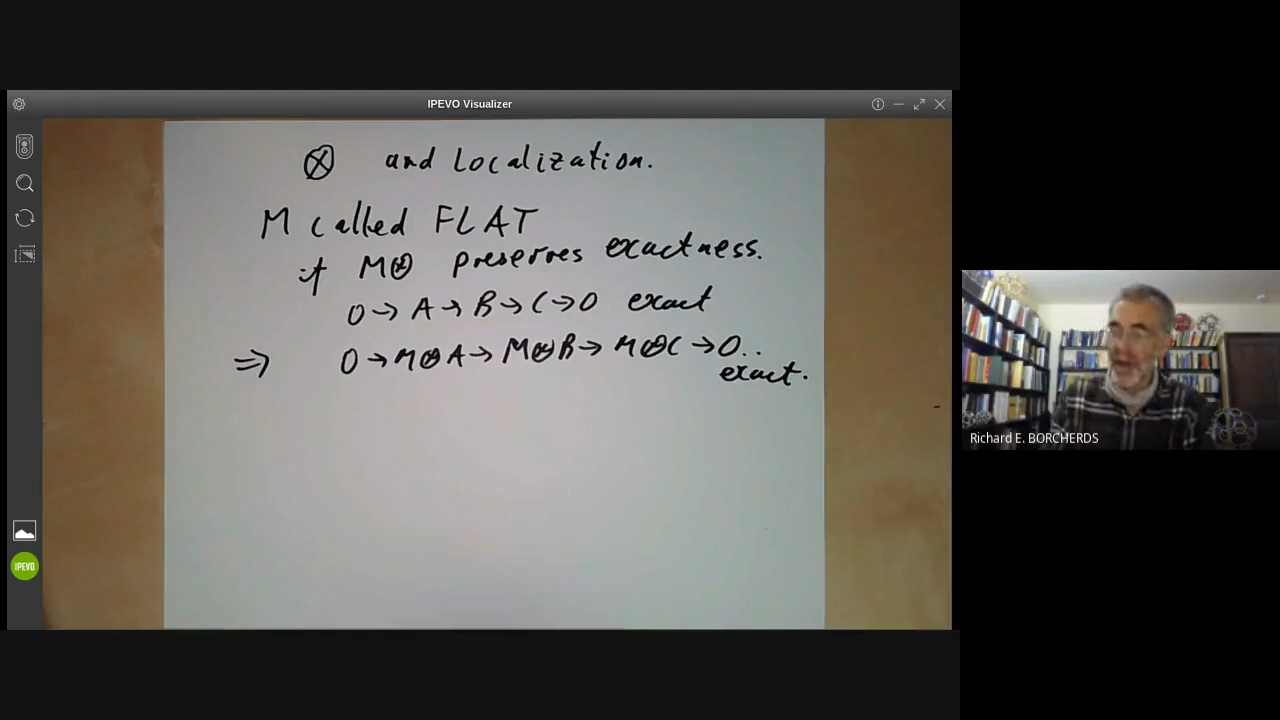 IPEVO Visualizer
⊗ and Localization.
M called FLAT
if M⊗ preserves exactness.
0 → A → B → C → 0 exact
⇒ 0 → M⊗A → M⊗B → M⊗C → 0..
exact.
Richard E. BORCHERDS
IPEVO